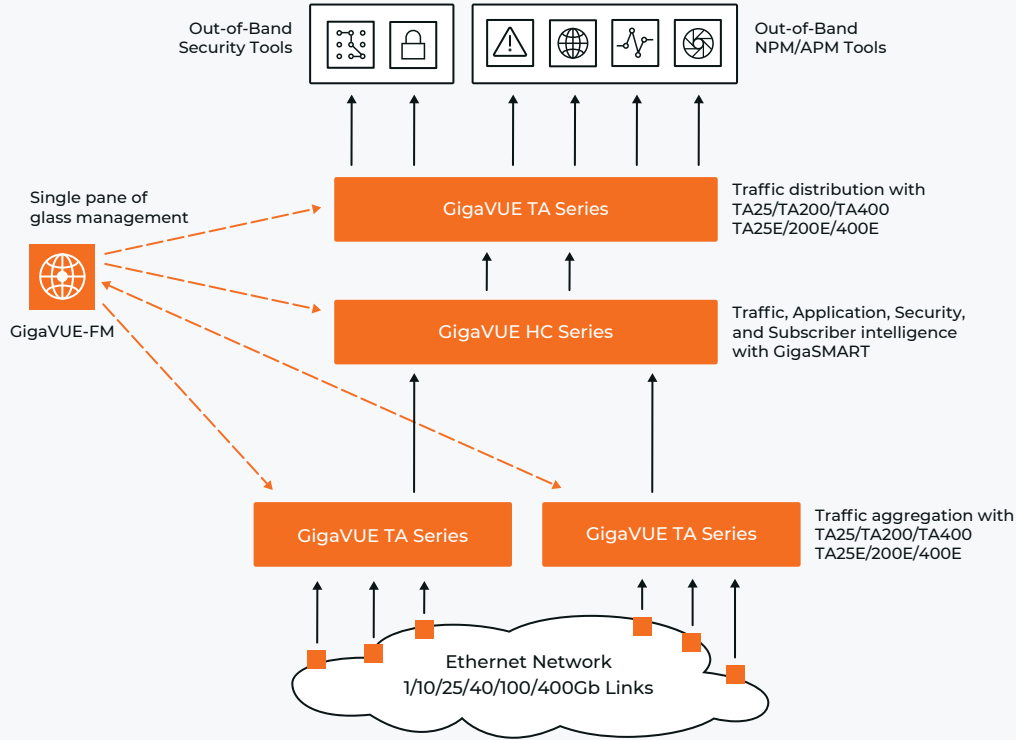 Out-of-Band
Security Tools
Out-of-Band
NPM/APM Tools
Single pane of
glass management
GigaVUE-FM
GigaVUE TA Series
Traffic distribution with
TA25/TA200/TA400
TA25E/200E/400E
GigaVUE HC Series
Traffic, Application, Security,
and Subscriber intelligence
with GigaSMART
GigaVUE TA Series
GigaVUE TA Series
Traffic aggregation with
TA25/TA200/TA400
TA25E/200E/400E
Ethernet Network
1/10/25/40/100/400Gb Links